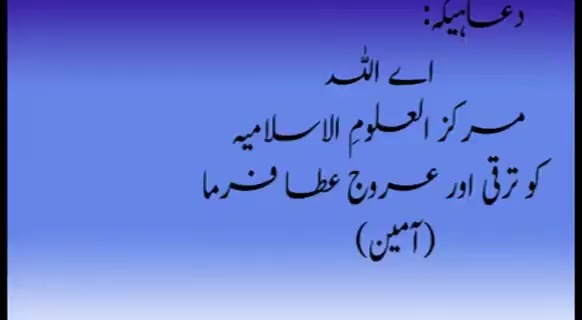 دعا ہیکہ:
اے اللہ
مرکز العلومِ الاسلامیہ
کو ترقی اور عروج عطا فرما
(آمین)